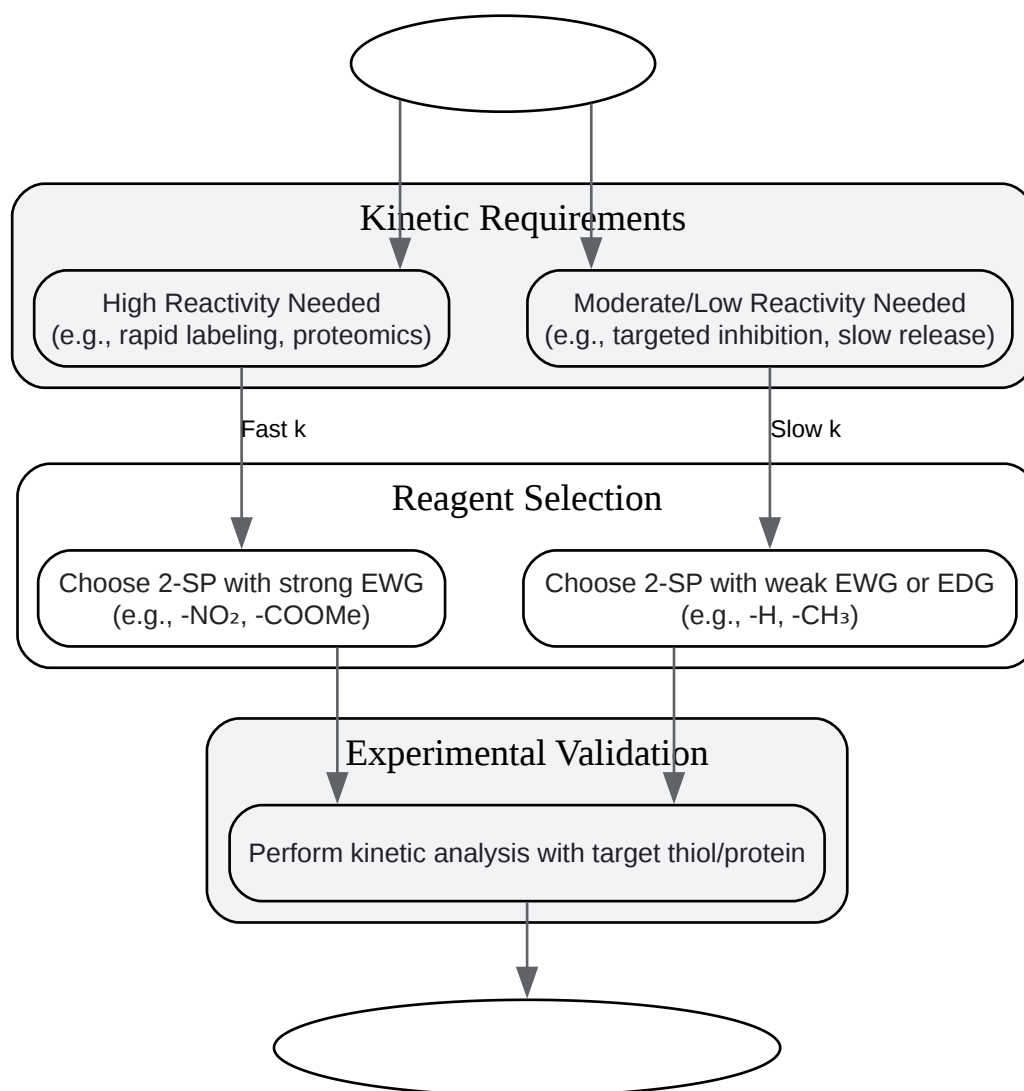 Kinetic Requirements
High Reactivity Needed
(e.g., rapid labeling, proteomics)
Moderate/Low Reactivity Needed
(e.g., targeted inhibition, slow release)
Fast k
Slow k
Reagent Selection
Choose 2-SP with strong EWG
(e.g., -NO₂, -COOMe)
Choose 2-SP with weak EWG or EDG
(e.g., -H, -CH₃)
Experimental Validation
Perform kinetic analysis with target thiol/protein